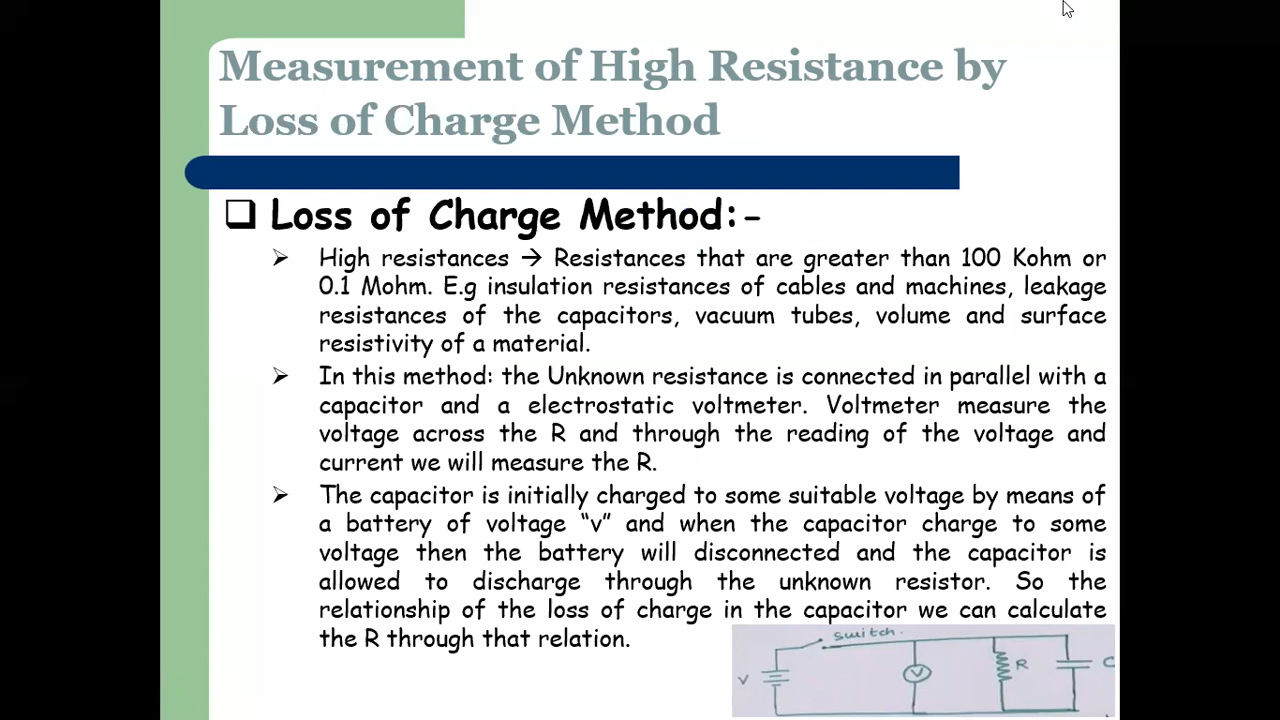 Measurement of High Resistance by
Loss of Charge Method
Loss of Charge Method:-
High resistances → Resistances that are greater than 100 Kohm or
0.1 Mohm. E.g insulation resistances of cables and machines, leakage
resistances of the capacitors, vacuum tubes, volume and surface
resistivity of a material.
In this method: the Unknown resistance is connected in parallel with a
capacitor and a electrostatic voltmeter. Voltmeter measure the
voltage across the R and through the reading of the voltage and
current we will measure the R.
The capacitor is initially charged to some suitable voltage by means of
a battery of voltage “v” and when the capacitor charge to some
voltage then the battery will disconnected and the capacitor is
allowed to discharge through the unknown resistor. So the
relationship of the loss of charge in the capacitor we can calculate
the R through that relation.
switch.
V
V
R
C